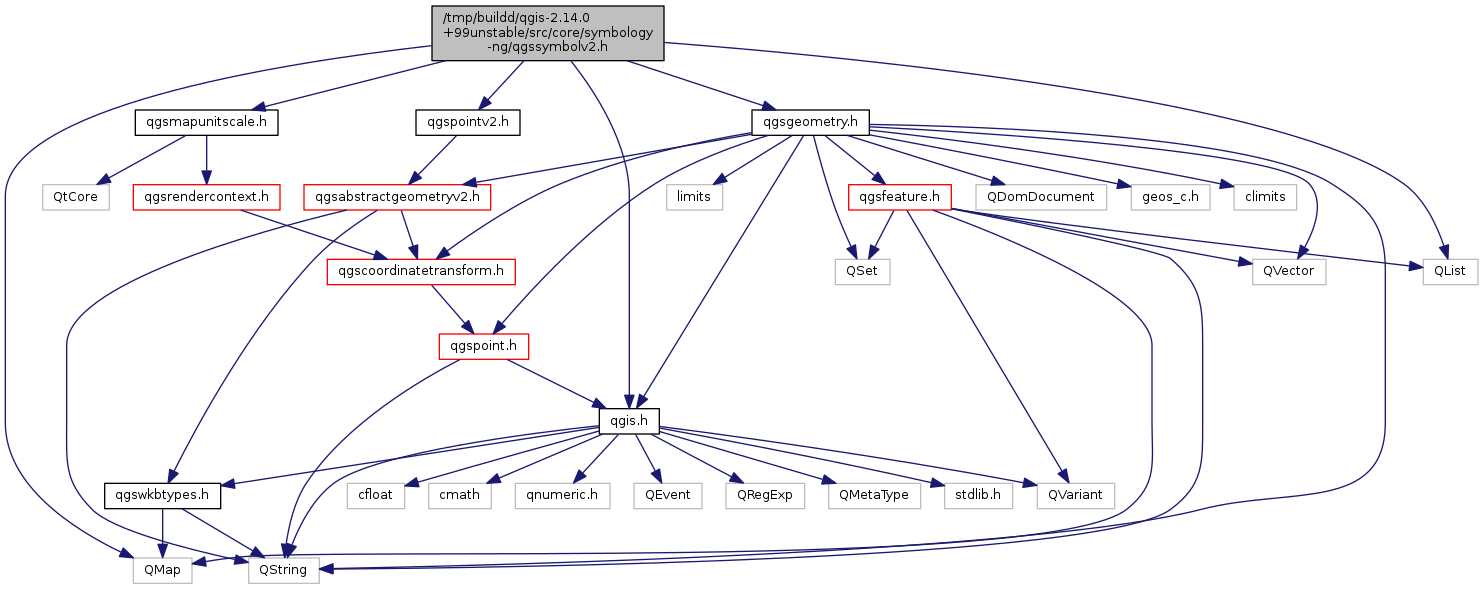 /tmp/buildd/qgis-2.14.0
+99unstable/src/core/symbology
-ng/qgssymbolv2.h
qgsmapunitscale.h
qgspointv2.h
qgsgeometry.h
QtCore
qgsrendercontext.h
qgsabstractgeometryv2.h
limits
qgsfeature.h
QDomDocument
geos_c.h
climits
qgscoordinatetransform.h
QSet
QVector
QList
qgspoint.h
qgis.h
qgswkbtypes.h
cfloat
cmath
qnumeric.h
QEvent
QRegExp
QMetaType
stdlib.h
QVariant
QMap
QString